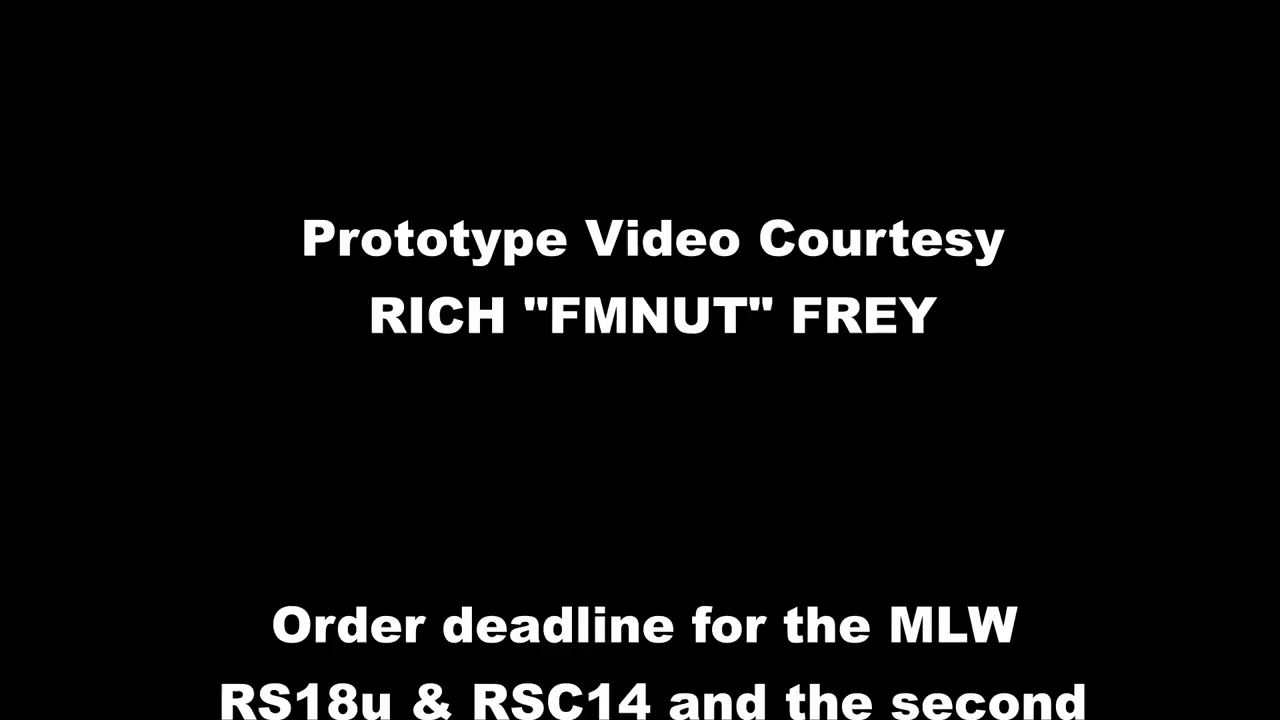 Prototype Video Courtesy
RICH "FMNUT" FREY
Order deadline for the MLW
RS18u & RSC14 and the second